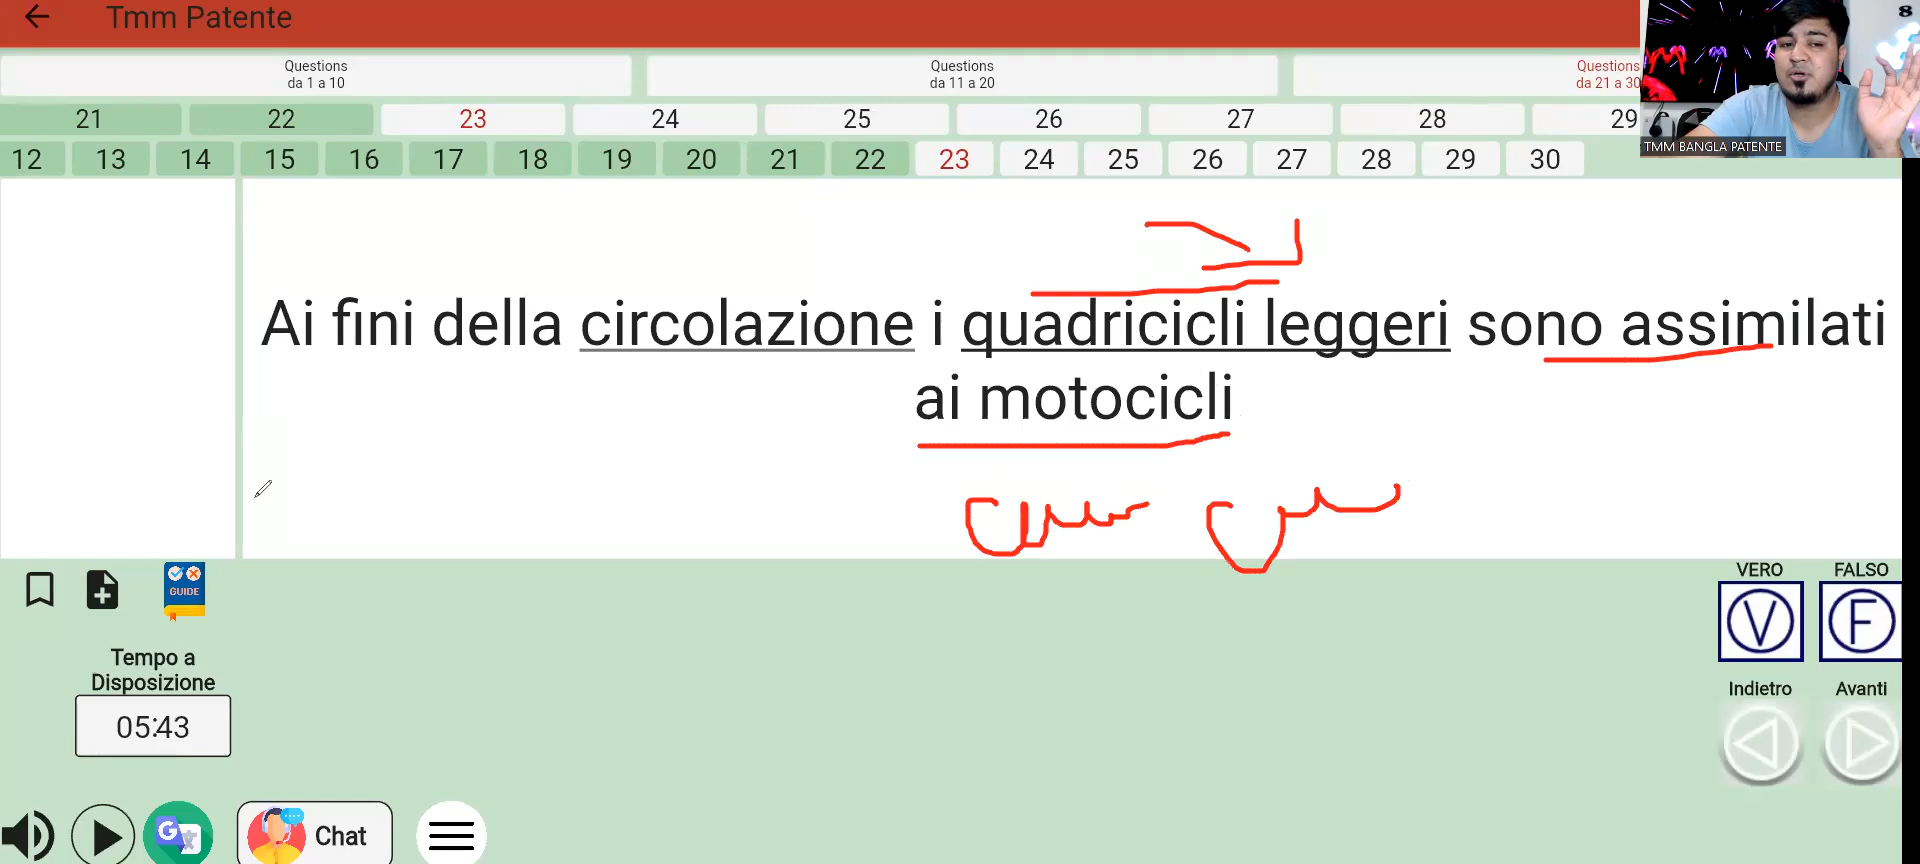 Tmm Patente
8
TMM BANGLA PATENTE
Questions
da 1 a 10
Questions
da 11 a 20
Questions
da 21 a 30
21 22 23 24 25 26 27 28 29
12 13 14 15 16 17 18 19 20 21 22 23 24 25 26 27 28 29 30
Ai fini della circolazione i quadricicli leggeri sono assimilati
ai motocicli
GUIDE
VERO FALSO
V F
Tempo a
Disposizione
05:43
Indietro Avanti
G
Chat